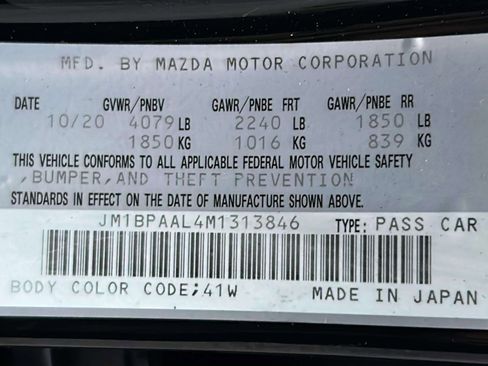 MFD. BY MAZDA MOTOR CORPORATION
DATE GVWR/PNBV GAWR/PNBE FRT GAWR/PNBE RR
10/20 4079 LB 2240 LB 1850 LB
1850 KG 1016 KG 839 KG
THIS VEHICLE CONFORMS TO ALL APPLICABLE FEDERAL MOTOR VEHICLE SAFETY
,BUMPER,AND THEFT PREVENTION
STANDARDS IN EFFECT ON THE DATE OF MANUFACTURE SHOWN ABOVE.
JM1BPAAL4M1313846 TYPE: PASS CAR
BODY COLOR CODE;41W MADE IN JAPAN